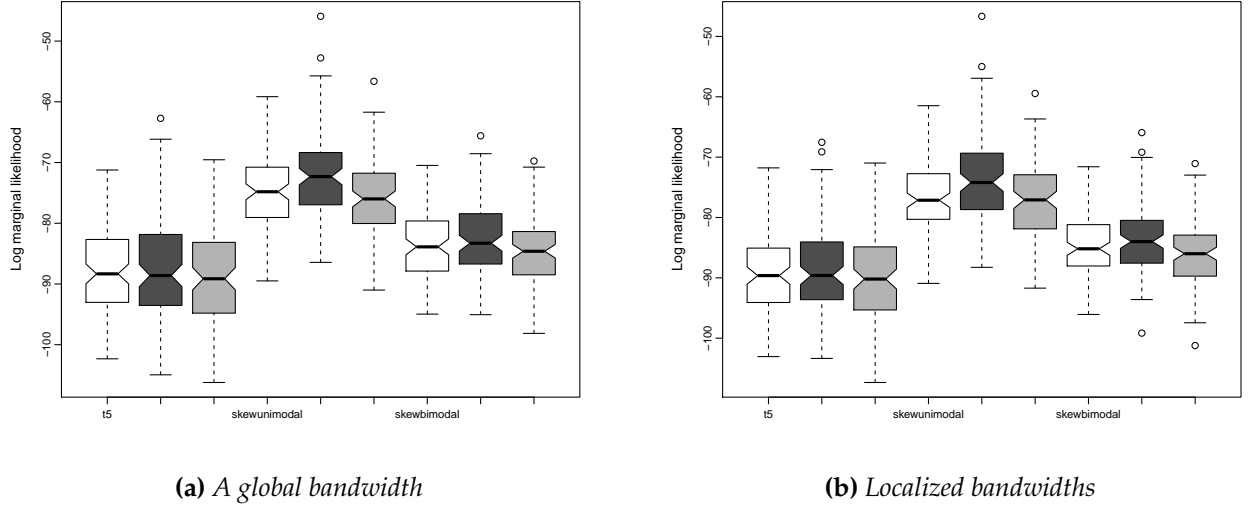 Log marginal likelihood
-50
-60
-70
-80
-90
-100
t5 skewunimodal skewbimodal
(a) A global bandwidth
Log marginal likelihood
-50
-60
-70
-80
-90
-100
t5 skewunimodal skewbimodal
(b) Localized bandwidths